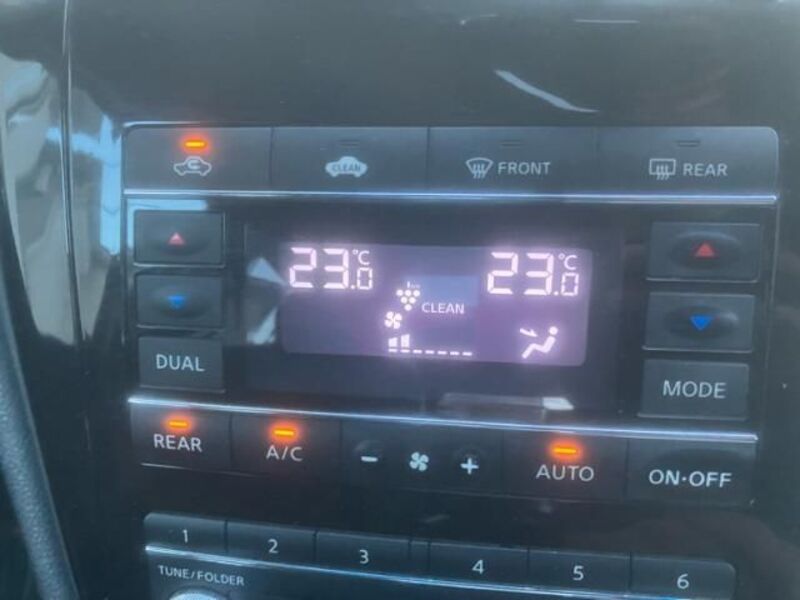 CLEAN FRONT REAR
23.0°C 23.0°C
CLEAN
DUAL MODE
REAR A/C - + AUTO ON·OFF
1 2 3 4 5 6
TUNE/FOLDER